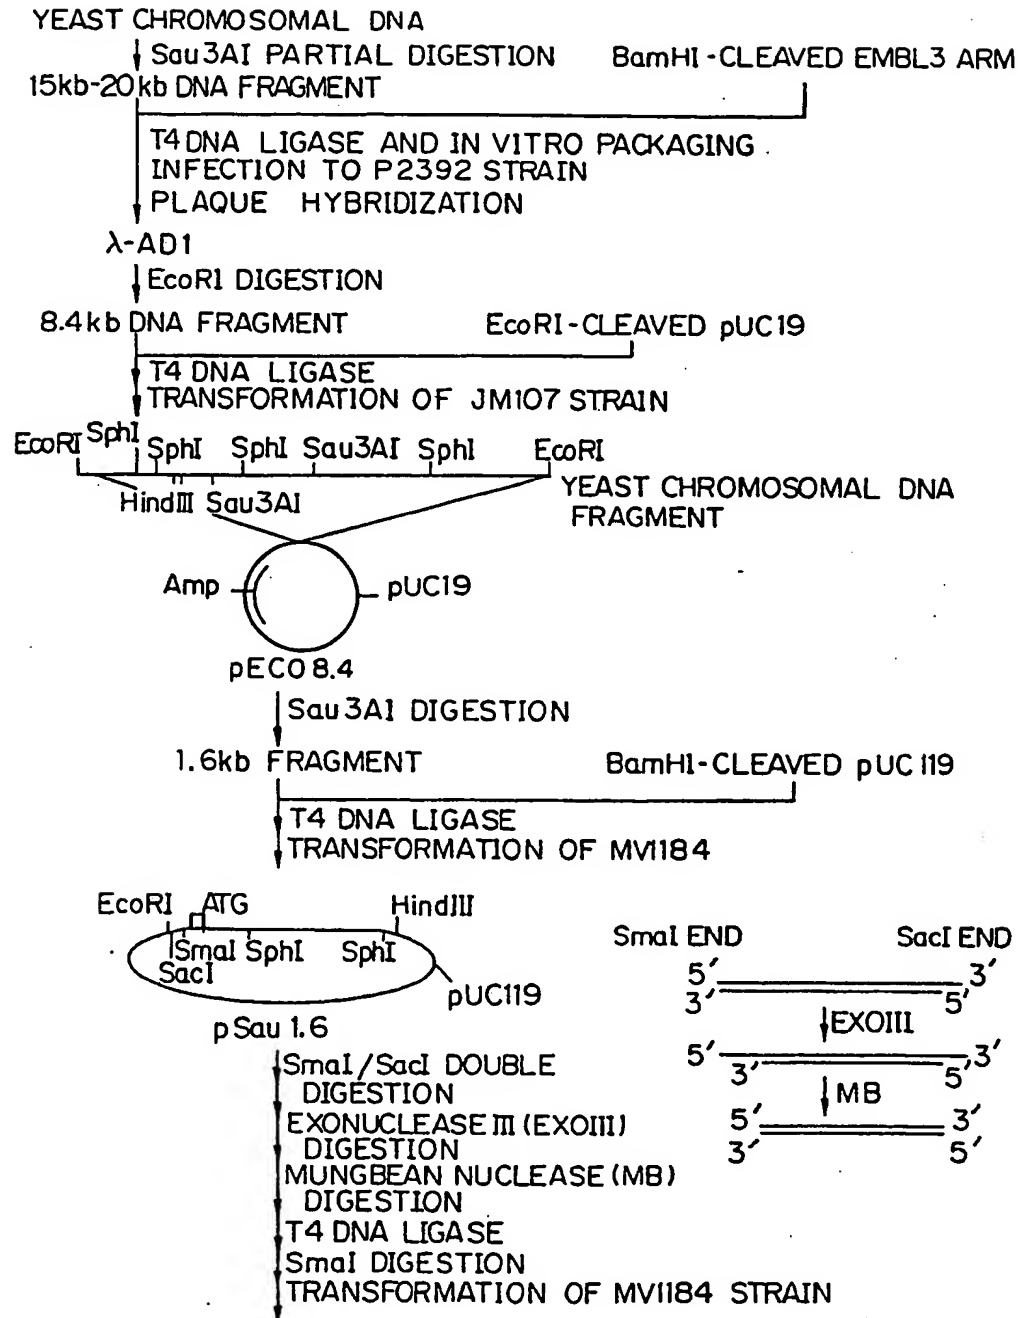 YEAST CHROMOSOMAL DNA
Sau3AI PARTIAL DIGESTION
BamHI-CLEAVED EMBL3 ARM
15kb-20kb DNA FRAGMENT
T4 DNA LIGASE AND IN VITRO PACKAGING
INFECTION TO P2392 STRAIN
PLAQUE HYBRIDIZATION
λ-AD1
EcoRI DIGESTION
8.4kb DNA FRAGMENT
EcoRI-CLEAVED pUC19
T4 DNA LIGASE
TRANSFORMATION OF JM107 STRAIN
EcoRI SphI SphI SphI Sau3AI SphI EcoRI
HindIII Sau3AI
YEAST CHROMOSOMAL DNA
FRAGMENT
Amp
pUC19
pECO 8.4
Sau3AI DIGESTION
1.6kb FRAGMENT
BamHI-CLEAVED pUC119
T4 DNA LIGASE
TRANSFORMATION OF MV1184
EcoRI ATG HindIII
SmaI SphI SphI
SacI
pUC119
pSau 1.6
SmaI END SacI END
5′ 3′
3′ 5′
EXOIII
5′ 3′
3′ 5′
MB
5′ 3′
3′ 5′
SmaI/SacI DOUBLE
DIGESTION
EXONUCLEASE III (EXOIII)
DIGESTION
MUNGBEAN NUCLEASE (MB)
DIGESTION
T4 DNA LIGASE
SmaI DIGESTION
TRANSFORMATION OF MV1184 STRAIN